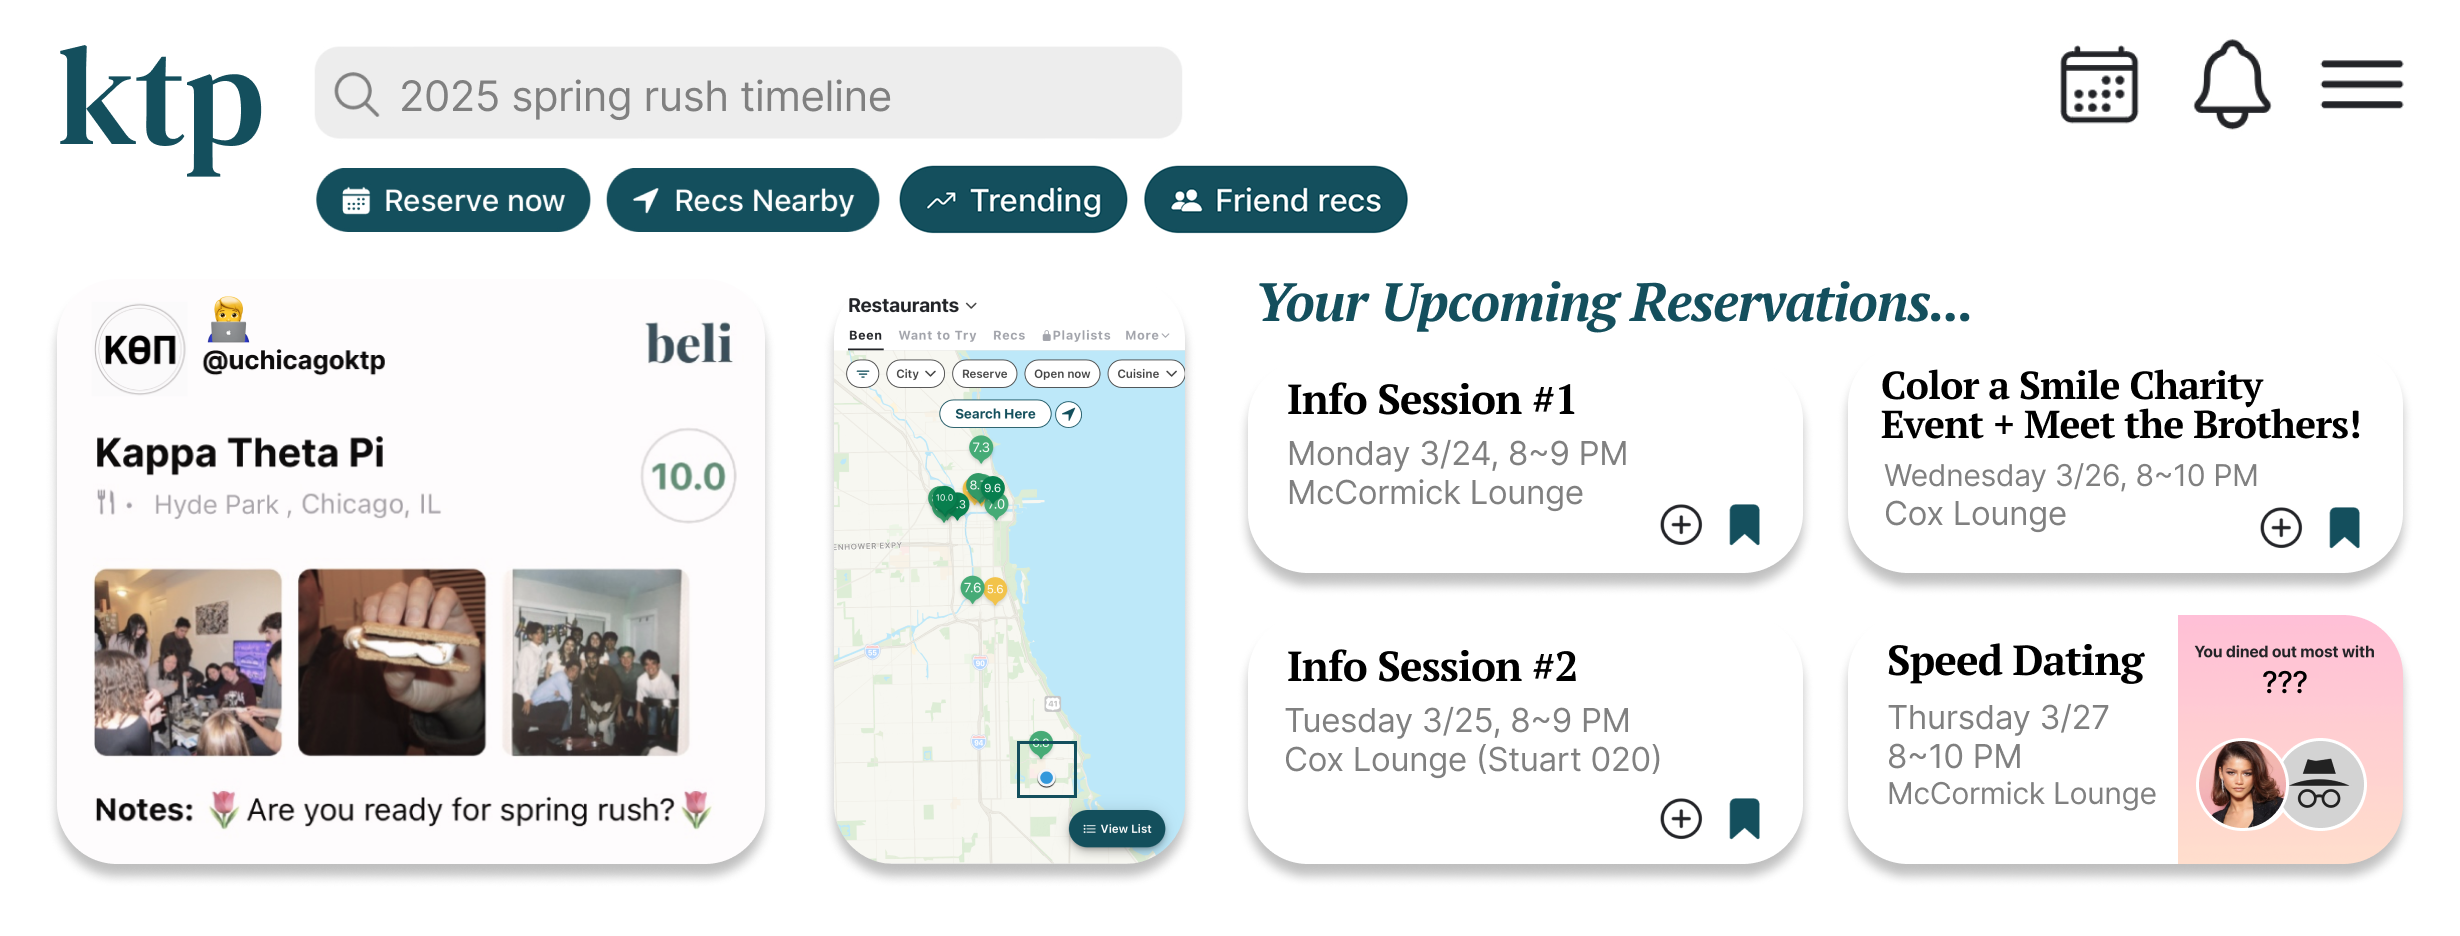 ktp
2025 spring rush timeline
Reserve now
Recs Nearby
Trending
Friend recs
KΘΠ
@uchicagoktp
beli
Kappa Theta Pi
10.0
Hyde Park , Chicago, IL
Notes: 🌷Are you ready for spring rush?🌷
Restaurants
Been Want to Try Recs Playlists More
City Reserve Open now Cuisine
Search Here
7.3
10.0
9.6
ENHOWER EXPY
7.6
5.6
55
90
41
94
View List
Your Upcoming Reservations...
Info Session #1
Monday 3/24, 8~9 PM
McCormick Lounge
Color a Smile Charity
Event + Meet the Brothers!
Wednesday 3/26, 8~10 PM
Cox Lounge
Info Session #2
Tuesday 3/25, 8~9 PM
Cox Lounge (Stuart 020)
Speed Dating
Thursday 3/27
8~10 PM
McCormick Lounge
You dined out most with
???